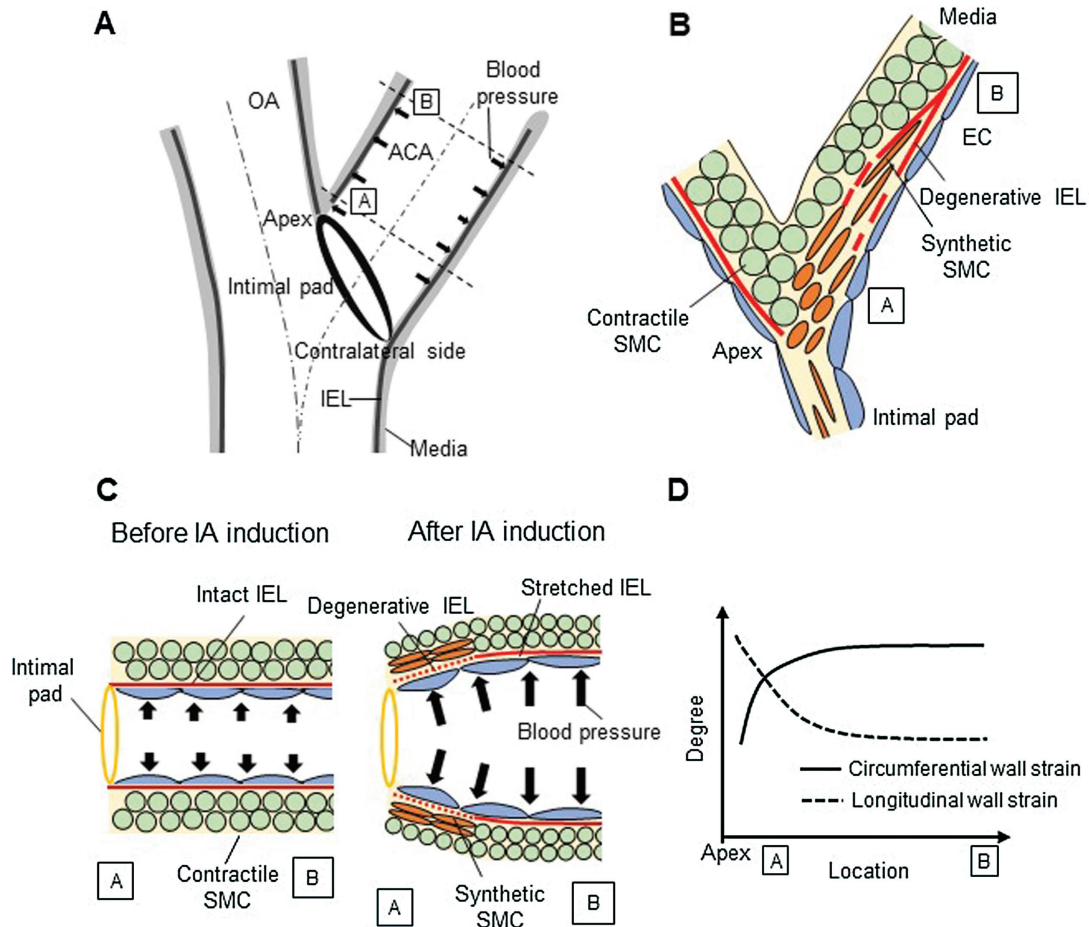 A
OA
B
Blood
pressure
ACA
A
Apex
Intimal pad
Contralateral side
IEL
Media
B
Media
B
EC
Degenerative IEL
Synthetic
SMC
A
Contractile
SMC
Apex
Intimal pad
C
Before IA induction
After IA induction
Intact IEL
Degenerative IEL
Stretched IEL
Intimal
pad
Blood pressure
Contractile
SMC
A
B
Synthetic
SMC
A
B
D
Degree
Circumferential wall strain
Longitudinal wall strain
Apex
A
Location
B